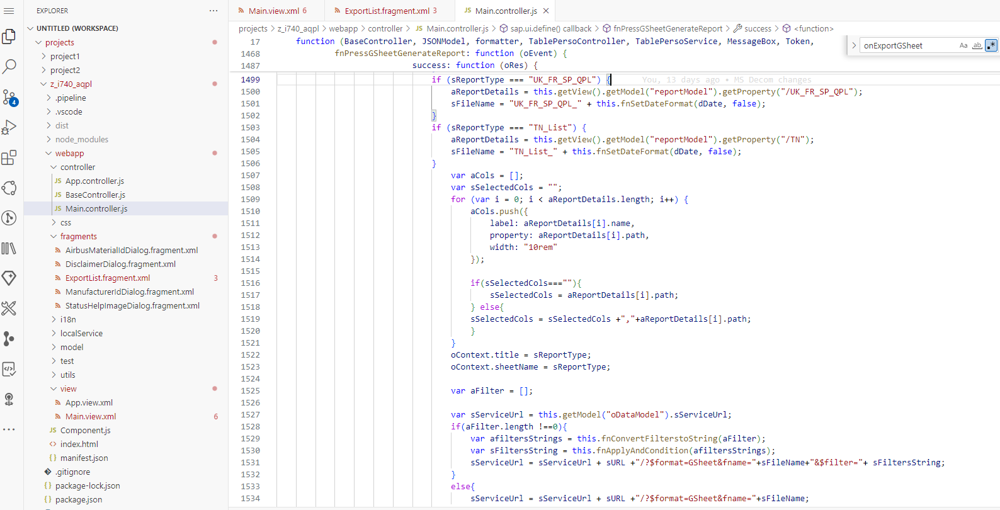 EXPLORER
UNTITLED (WORKSPACE)
projects
project1
project2
z_i740_aqpl
.pipeline
.vscode
dist
node_modules
webapp
controller
JS App.controller.js
JS BaseController.js
JS Main.controller.js
css
fragments
AirbusMaterialIdDialog.fragment.xml
DisclaimerDialog.fragment.xml
ExportList.fragment.xml 3
ManufacturerIdDialog.fragment.xml
StatusHelpImageDialog.fragment.xml
i18n
localService
model
test
utils
view
App.view.xml
Main.view.xml 6
JS Component.js
<> index.html
{} manifest.json
.gitignore
{} package-lock.json
{} package.json
4
Main.view.xml 6
ExportList.fragment.xml 3
JS Main.controller.js
projects > z_i740_aqpl > webapp > controller > JS Main.controller.js > sap.ui.define() callback > fnPressGSheetGenerateReport > success > <function>
onExportGSheet Aa ab .*
17 function (BaseController, JSONModel, formatter, TablePersoController, TablePersoService, MessageBox, Token,
1468 fnPressGSheetGenerateReport: function (oEvent) {
1487 success: function (oRes) {
1499 if (sReportType === "UK_FR_SP_QPL") { You, 13 days ago • MS Decom changes
1500 aReportDetails = this.getView().getModel("reportModel").getProperty("/UK_FR_SP_QPL");
1501 sFileName = "UK_FR_SP_QPL_" + this.fnSetDateFormat(dDate, false);
1502 }
1503 if (sReportType === "TN_List") {
1504 aReportDetails = this.getView().getModel("reportModel").getProperty("/TN");
1505 sFileName = "TN_List_" + this.fnSetDateFormat(dDate, false);
1506 }
1507 var aCols = [];
1508 var sSelectedCols = "";
1509 for (var i = 0; i < aReportDetails.length; i++) {
1510 aCols.push({
1511 label: aReportDetails[i].name,
1512 property: aReportDetails[i].path,
1513 width: "10rem"
1514 });
1515
1516 if(sSelectedCols===""){
1517 sSelectedCols = aReportDetails[i].path;
1518 } else{
1519 sSelectedCols = sSelectedCols +","+aReportDetails[i].path;
1520 }
1521 }
1522 oContext.title = sReportType;
1523 oContext.sheetName = sReportType;
1524
1525 var aFilter = [];
1526
1527 var sServiceUrl = this.getModel("oDataModel").sServiceUrl;
1528 if(aFilter.length !==0){
1529 var afiltersStrings = this.fnConvertFilterstoString(aFilter);
1530 var sFiltersString = this.fnApplyAndCondition(afiltersStrings);
1531 sServiceUrl = sServiceUrl + sURL +"/?$format=GSheet&fname="+sFileName+"&$filter="+ sFiltersString;
1532 }
1533 else{
1534 sServiceUrl = sServiceUrl + sURL +"/?$format=GSheet&fname="+sFileName;